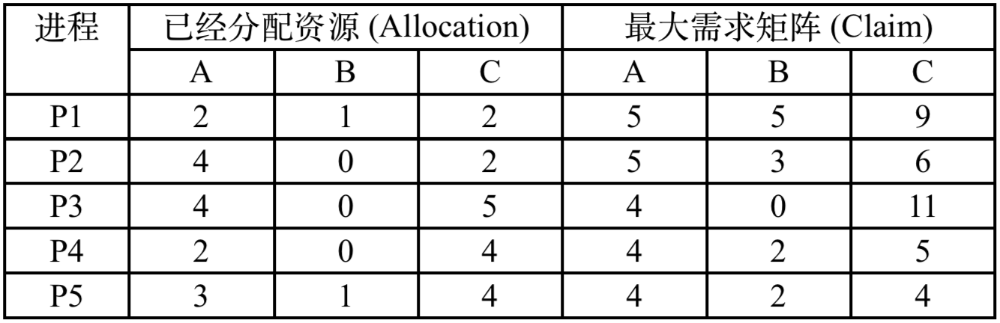 进程 已经分配资源 (Allocation) 最大需求矩阵 (Claim)
A B C A B C
P1 2 1 2 5 5 9
P2 4 0 2 5 3 6
P3 4 0 5 4 0 11
P4 2 0 4 4 2 5
P5 3 1 4 4 2 4